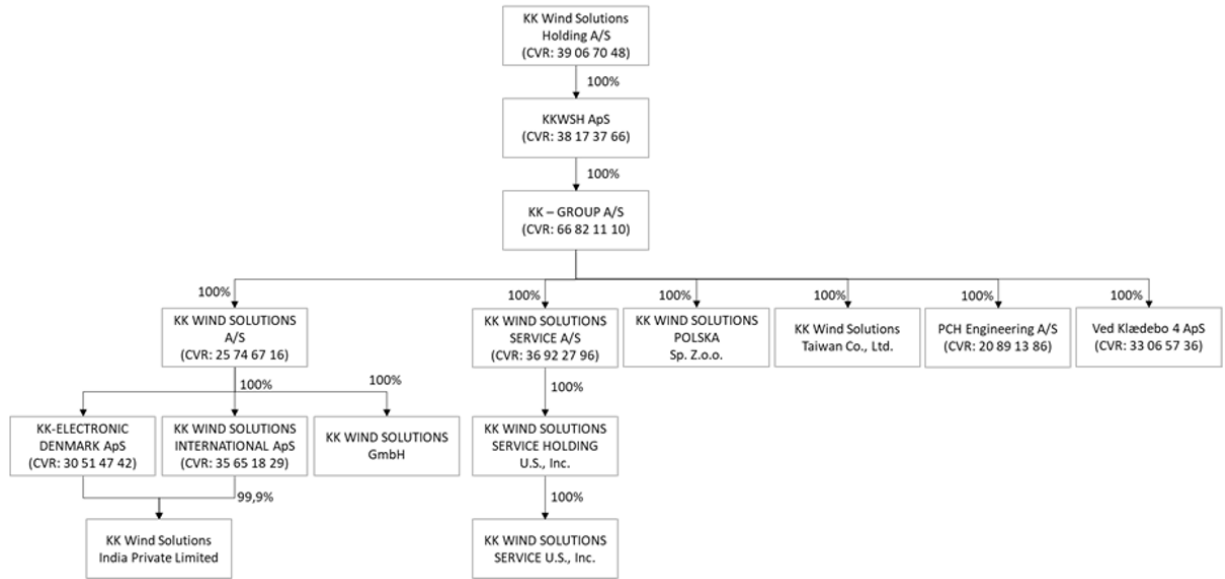 KK Wind Solutions
Holding A/S
(CVR: 39 06 70 48)
100%
KKWSH ApS
(CVR: 38 17 37 66)
100%
KK – GROUP A/S
(CVR: 66 82 11 10)
100%
100%
100%
100%
100%
100%
KK WIND SOLUTIONS
A/S
(CVR: 25 74 67 16)
KK WIND SOLUTIONS
SERVICE A/S
(CVR: 36 92 27 96)
KK WIND SOLUTIONS
POLSKA
Sp. Z.o.o.
KK Wind Solutions
Taiwan Co., Ltd.
PCH Engineering A/S
(CVR: 20 89 13 86)
Ved Klædebo 4 ApS
(CVR: 33 06 57 36)
100%
100%
100%
KK-ELECTRONIC
DENMARK ApS
(CVR: 30 51 47 42)
KK WIND SOLUTIONS
INTERNATIONAL ApS
(CVR: 35 65 18 29)
KK WIND SOLUTIONS
GmbH
KK WIND SOLUTIONS
SERVICE HOLDING
U.S., Inc.
99,9%
100%
KK Wind Solutions
India Private Limited
KK WIND SOLUTIONS
SERVICE U.S., Inc.